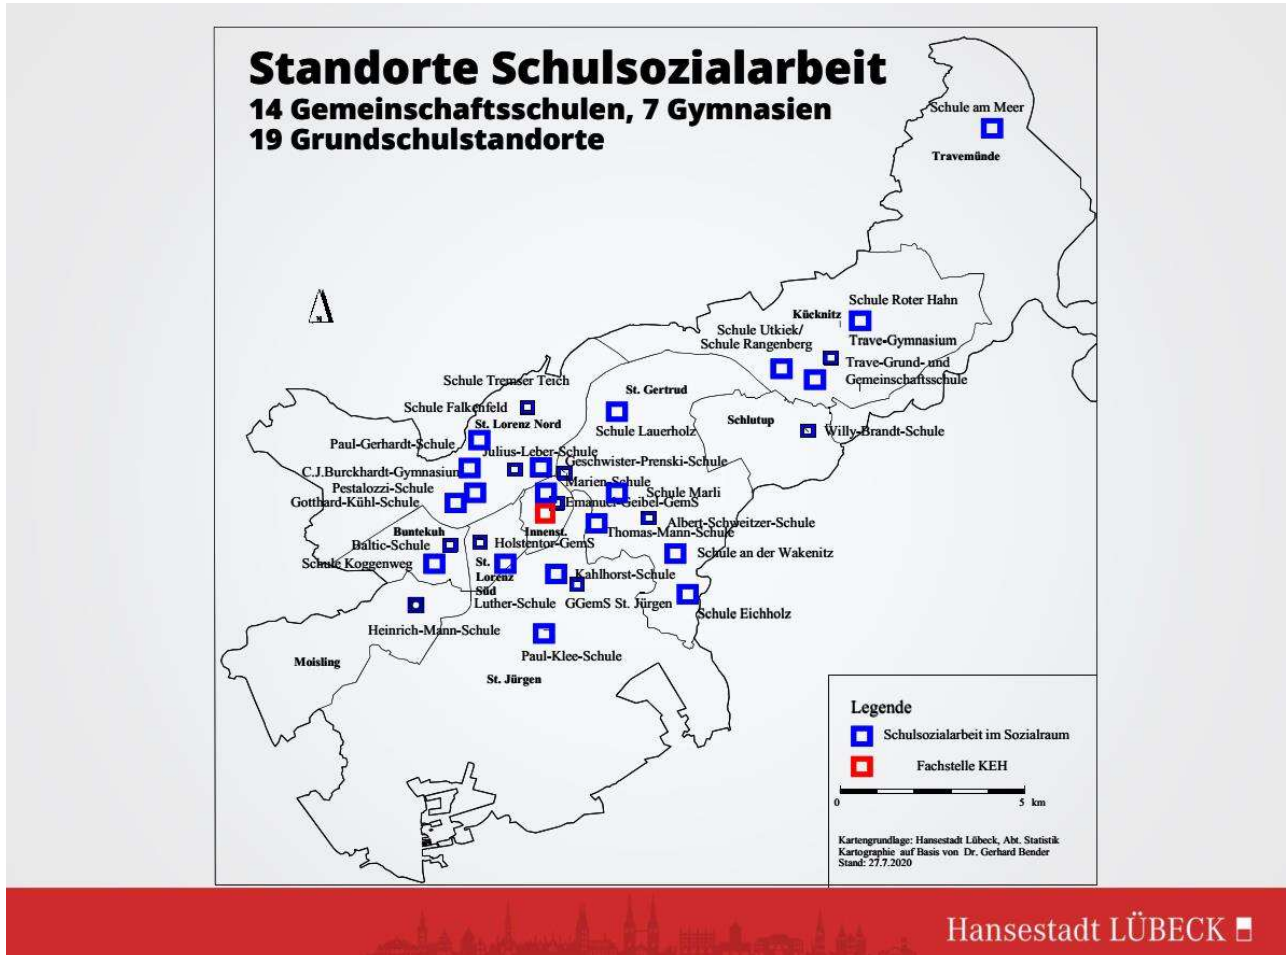 Standorte Schulsozialarbeit
14 Gemeinschaftsschulen, 7 Gymnasien
19 Grundschulstandorte
Schule am Meer
Travemünde
Schule Roter Hahn
Kücknitz
Schule Utkiek/
Schule Rangenberg
Trave-Gymnasium
Trave-Grund- und
Gemeinschaftsschule
Schule Tremser Teich
St. Gertrud
Schule Falkenfeld
St. Lorenz Nord
Schlutup
Schule Lauerholz
Willy-Brandt-Schule
Paul-Gerhardt-Schule
Julius-Leber-Schule
Geschwister-Prenski-Schule
C.J.Burckhardt-Gymnasium
Marien-Schule
Pestalozzi-Schule
Schule Marli
Gotthard-Kühl-Schule
Emanuel-Geibel-GemS
Albert-Schweitzer-Schule
Buntekuh
Innenst.
Thomas-Mann-Schule
Baltic-Schule
Holstentor-GemS
Schule an der Wakenitz
Schule Koggenweg
St.
Lorenz
Süd
Kahlhorst-Schule
Luther-Schule
GGemS St. Jürgen
Schule Eichholz
Heinrich-Mann-Schule
Paul-Klee-Schule
Moisling
St. Jürgen
Legende
Schulsozialarbeit im Sozialraum
Fachstelle KEH
0 5 km
Kartengrundlage: Hansestadt Lübeck, Abt. Statistik
Kartographie auf Basis von Dr. Gerhard Bender
Stand: 27.7.2020
Hansestadt LÜBECK